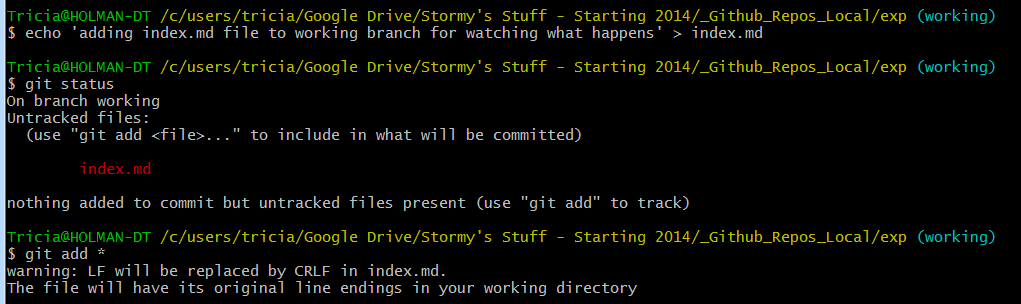 Tricia@HOLMAN-DT /c/users/tricia/Google Drive/Stormy's Stuff - Starting 2014/_Github_Repos_Local/exp (working)
$ echo 'adding index.md file to working branch for watching what happens' > index.md
Tricia@HOLMAN-DT /c/users/tricia/Google Drive/Stormy's Stuff - Starting 2014/_Github_Repos_Local/exp (working)
$ git status
On branch working
Untracked files:
  (use "git add <file>..." to include in what will be committed)
        index.md
nothing added to commit but untracked files present (use "git add" to track)
Tricia@HOLMAN-DT /c/users/tricia/Google Drive/Stormy's Stuff - Starting 2014/_Github_Repos_Local/exp (working)
$ git add *
warning: LF will be replaced by CRLF in index.md.
The file will have its original line endings in your working directory